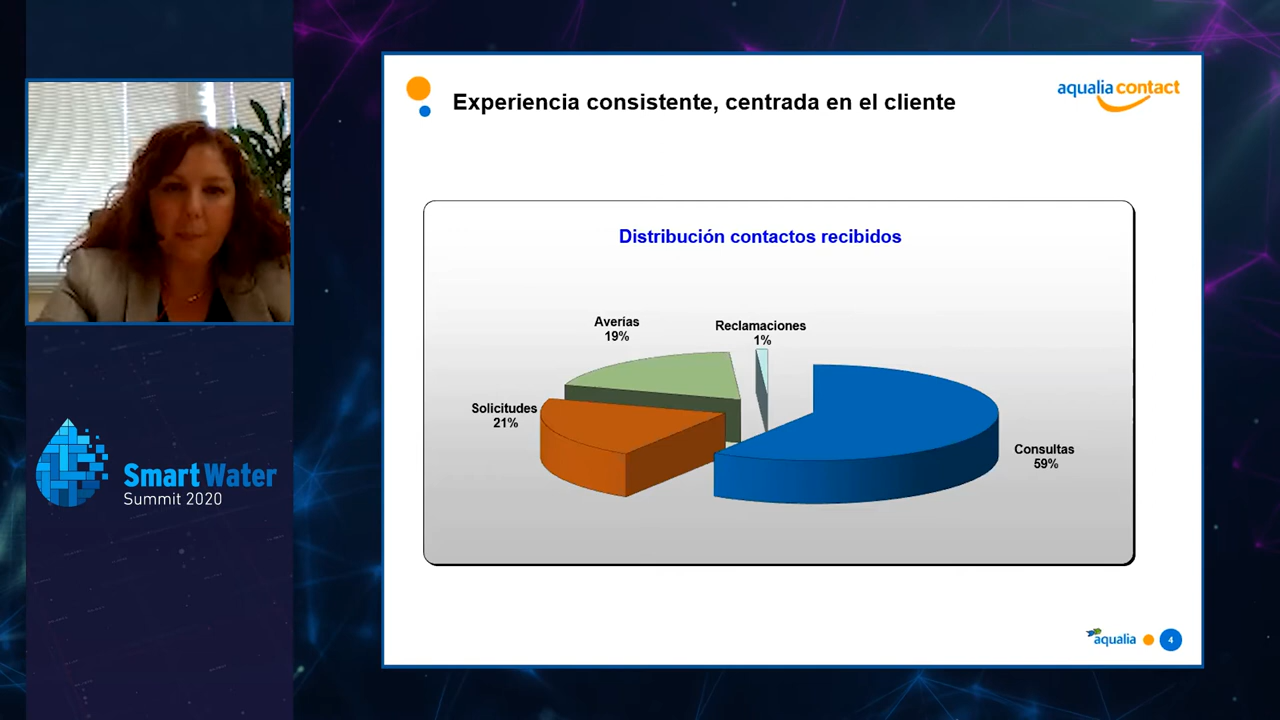 Experiencia consistente, centrada en el cliente
aqualia contact
Distribución contactos recibidos
Averías
19%
Reclamaciones
1%
Solicitudes
21%
Consultas
59%
Smart Water
Summit 2020
aqualia
4